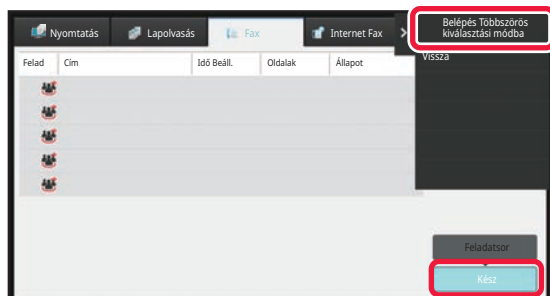 Nyomtatás
Lapolvasás
Fax
Internet Fax
Belépés Többszörös
kiválasztási módba
Vissza
Felad
Cím
Idő Beáll.
Oldalak
Állapot
Feladatsor
Kész